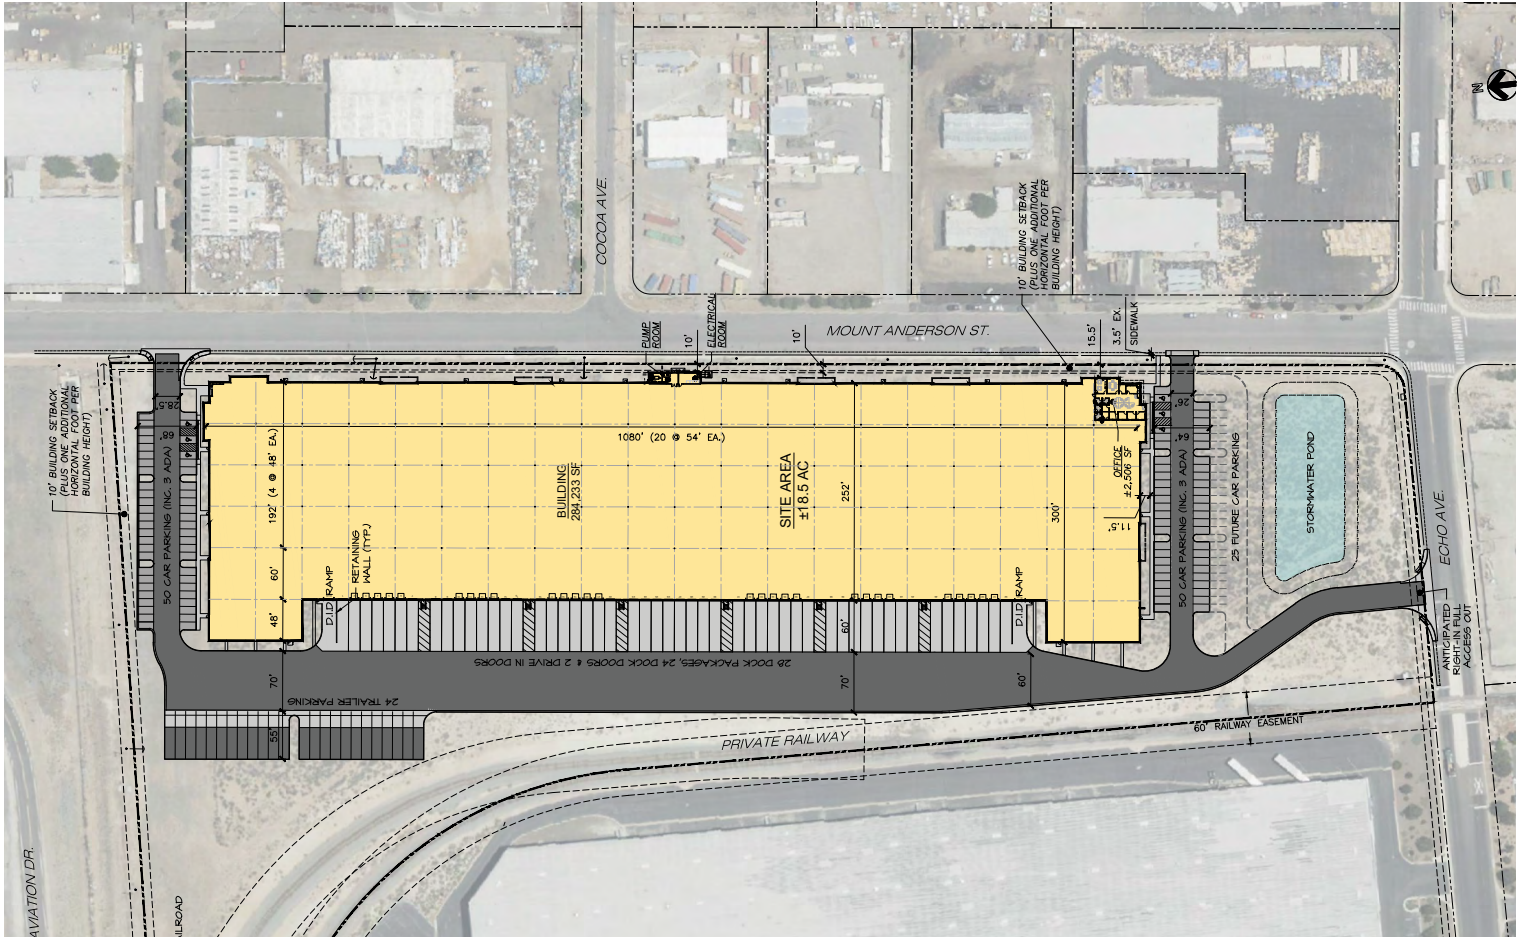 N
COCOA AVE.
10' BUILDING SETBACK
(PLUS ONE ADDITIONAL
HORIZONTAL FOOT PER
BUILDING HEIGHT)
MOUNT ANDERSON ST.
PUMP
ROOM
10'
ELECTRICAL
ROOM
10'
15.5'
3.5' EX.
SIDEWALK
10' BUILDING SETBACK
(PLUS ONE ADDITIONAL
HORIZONTAL FOOT PER
BUILDING HEIGHT)
28.5'
68'
50 CAR PARKING (INC. 3 ADA)
1080' (20 @ 54' EA.)
192' (4 @ 48' EA.)
60'
48'
BUILDING
284,233 SF
SITE AREA
±18.5 AC
252'
300'
OFFICE
±2,506 SF
11.5'
26'
64'
50 CAR PARKING (INC. 3 ADA)
25 FUTURE CAR PARKING
STORMWATER POND
ECHO AVE.
RETAINING
WALL (TYP.)
D.I.D. RAMP
D.I.D. RAMP
60'
28 DOCK PACKAGES, 24 DOCK DOORS & 2 DRIVE IN DOORS
70'
70'
60'
24 TRAILER PARKING
55'
ANTICIPATED
RIGHT-IN FULL
ACCESS OUT
PRIVATE RAILWAY
60' RAILWAY EASEMENT
AVIATION DR.
ILROAD